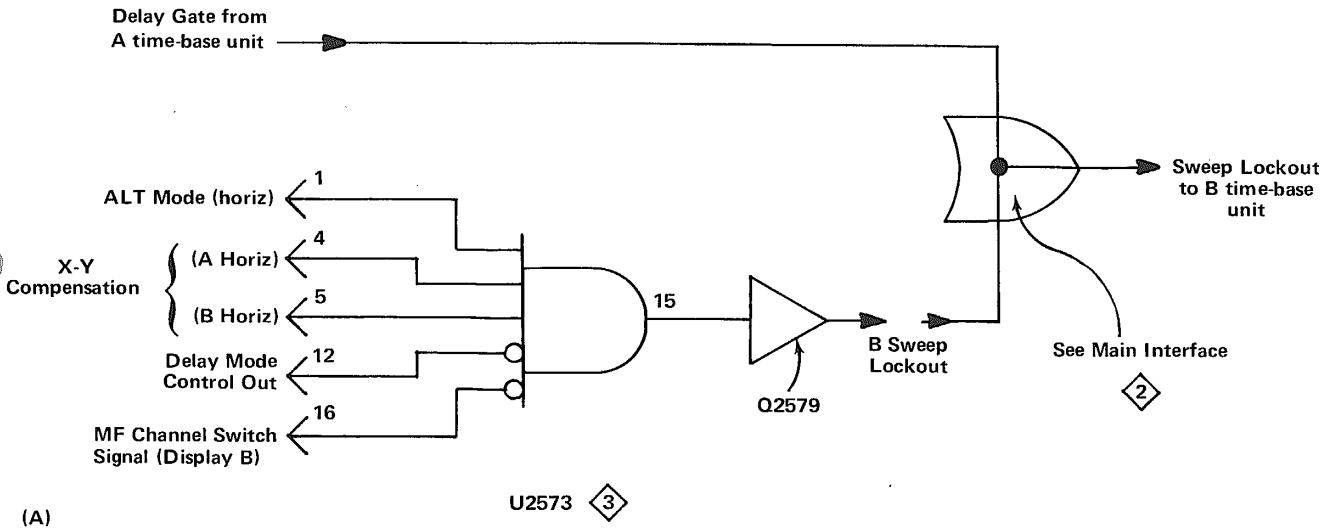 Delay Gate from
A time-base unit
Sweep Lockout
to B time-base
unit
ALT Mode (horiz)
1
X-Y
Compensation
(A Horiz)
4
(B Horiz)
5
Delay Mode
Control Out
12
MF Channel Switch
Signal (Display B)
16
15
Q2579
B Sweep
Lockout
See Main Interface
2
U2573
3
(A)